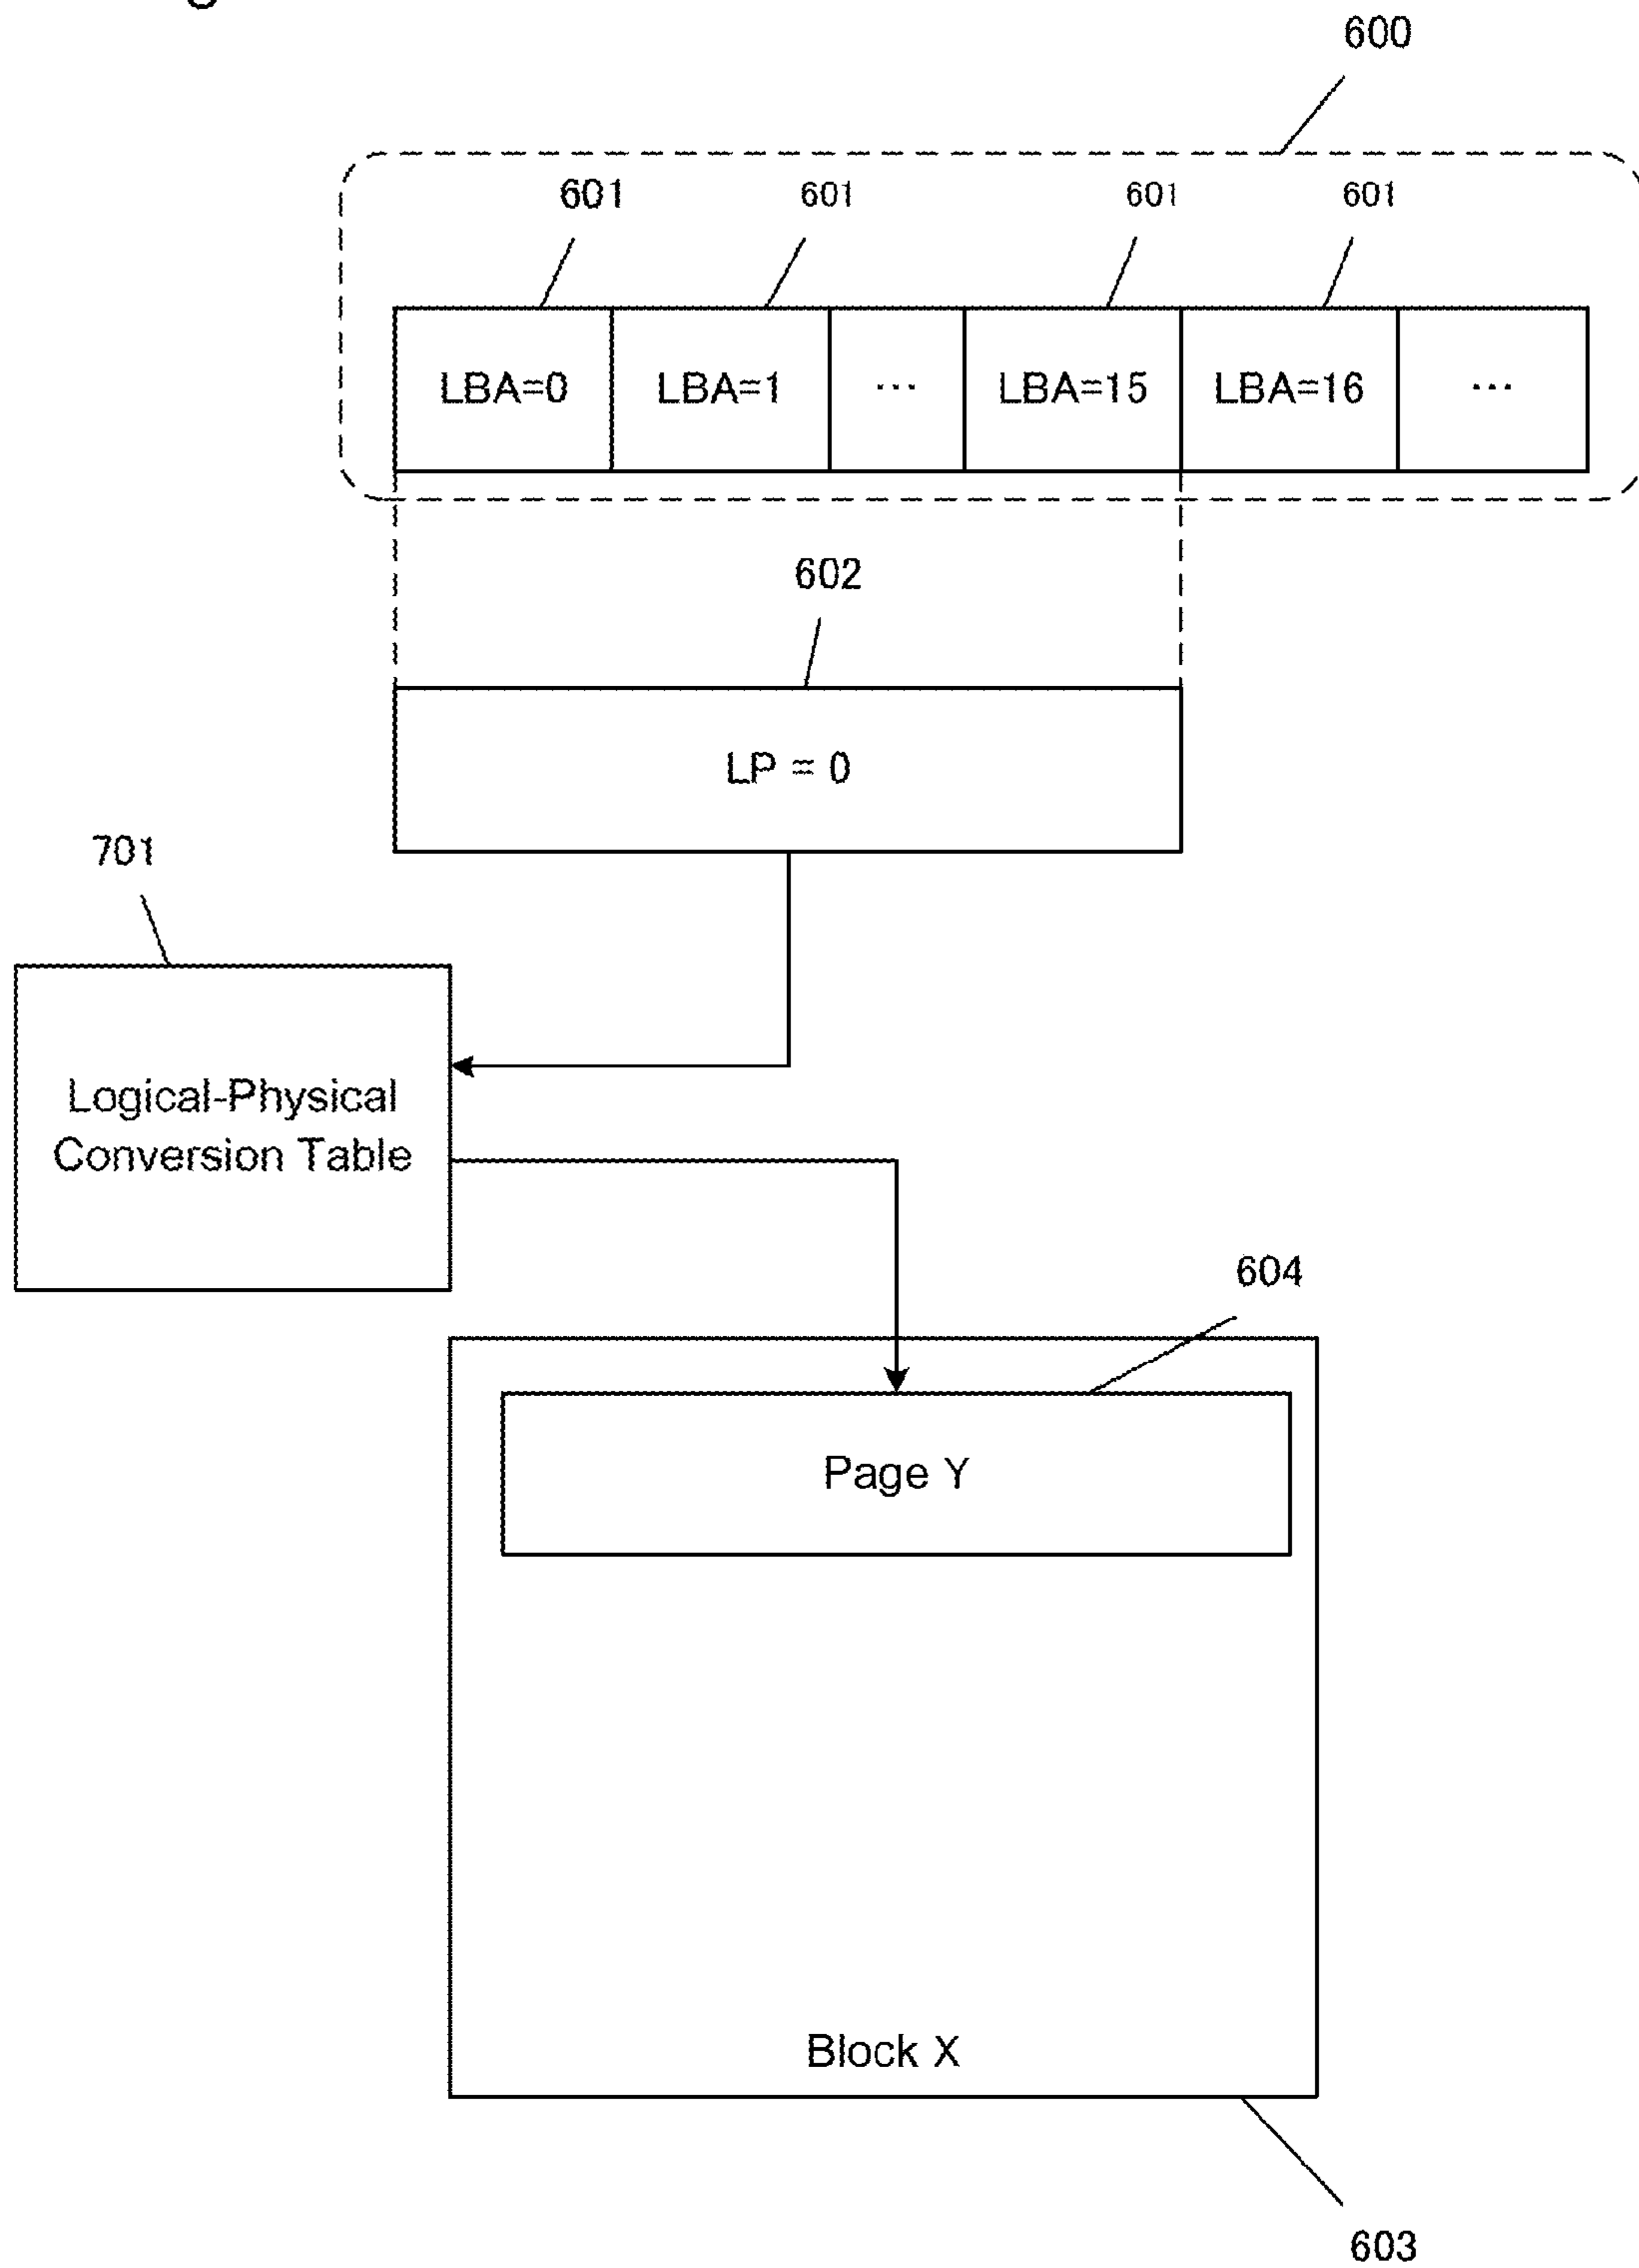 600
601 601 601 601
LBA=0 LBA=1 ... LBA=15 LBA=16 ...
602
LP = 0
701
Logical-Physical
Conversion Table
604
Page Y
Block X
603